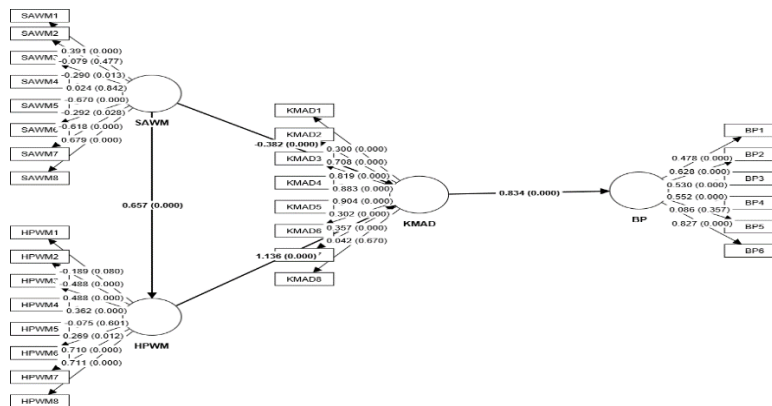 SAWM1
SAWM2
SAWM3
SAWM4
SAWM5
SAWM6
SAWM7
SAWM8
0.391 (0.000)
-0.079 (0.477)
-0.290 (0.013)
0.024 (0.842)
-0.670 (0.000)
-0.292 (0.028)
-0.618 (0.000)
0.679 (0.000)
SAWM
-0.382 (0.000)
0.657 (0.000)
KMAD1
KMAD2
KMAD3
KMAD4
KMAD5
KMAD6
KMAD8
0.300 (0.000)
0.708 (0.000)
0.819 (0.000)
0.883 (0.000)
0.904 (0.000)
0.302 (0.000)
0.357 (0.000)
0.042 (0.670)
KMAD
0.834 (0.000)
1.136 (0.000)
BP1
BP2
BP3
BP4
BP5
BP6
0.478 (0.000)
0.628 (0.000)
0.530 (0.000)
0.552 (0.000)
0.086 (0.357)
0.827 (0.000)
BP
HPWM1
HPWM2
HPWM3
HPWM4
HPWM5
HPWM6
HPWM7
HPWM8
-0.189 (0.080)
-0.488 (0.000)
0.488 (0.000)
0.362 (0.000)
-0.075 (0.601)
0.269 (0.012)
0.710 (0.000)
0.711 (0.000)
HPWM